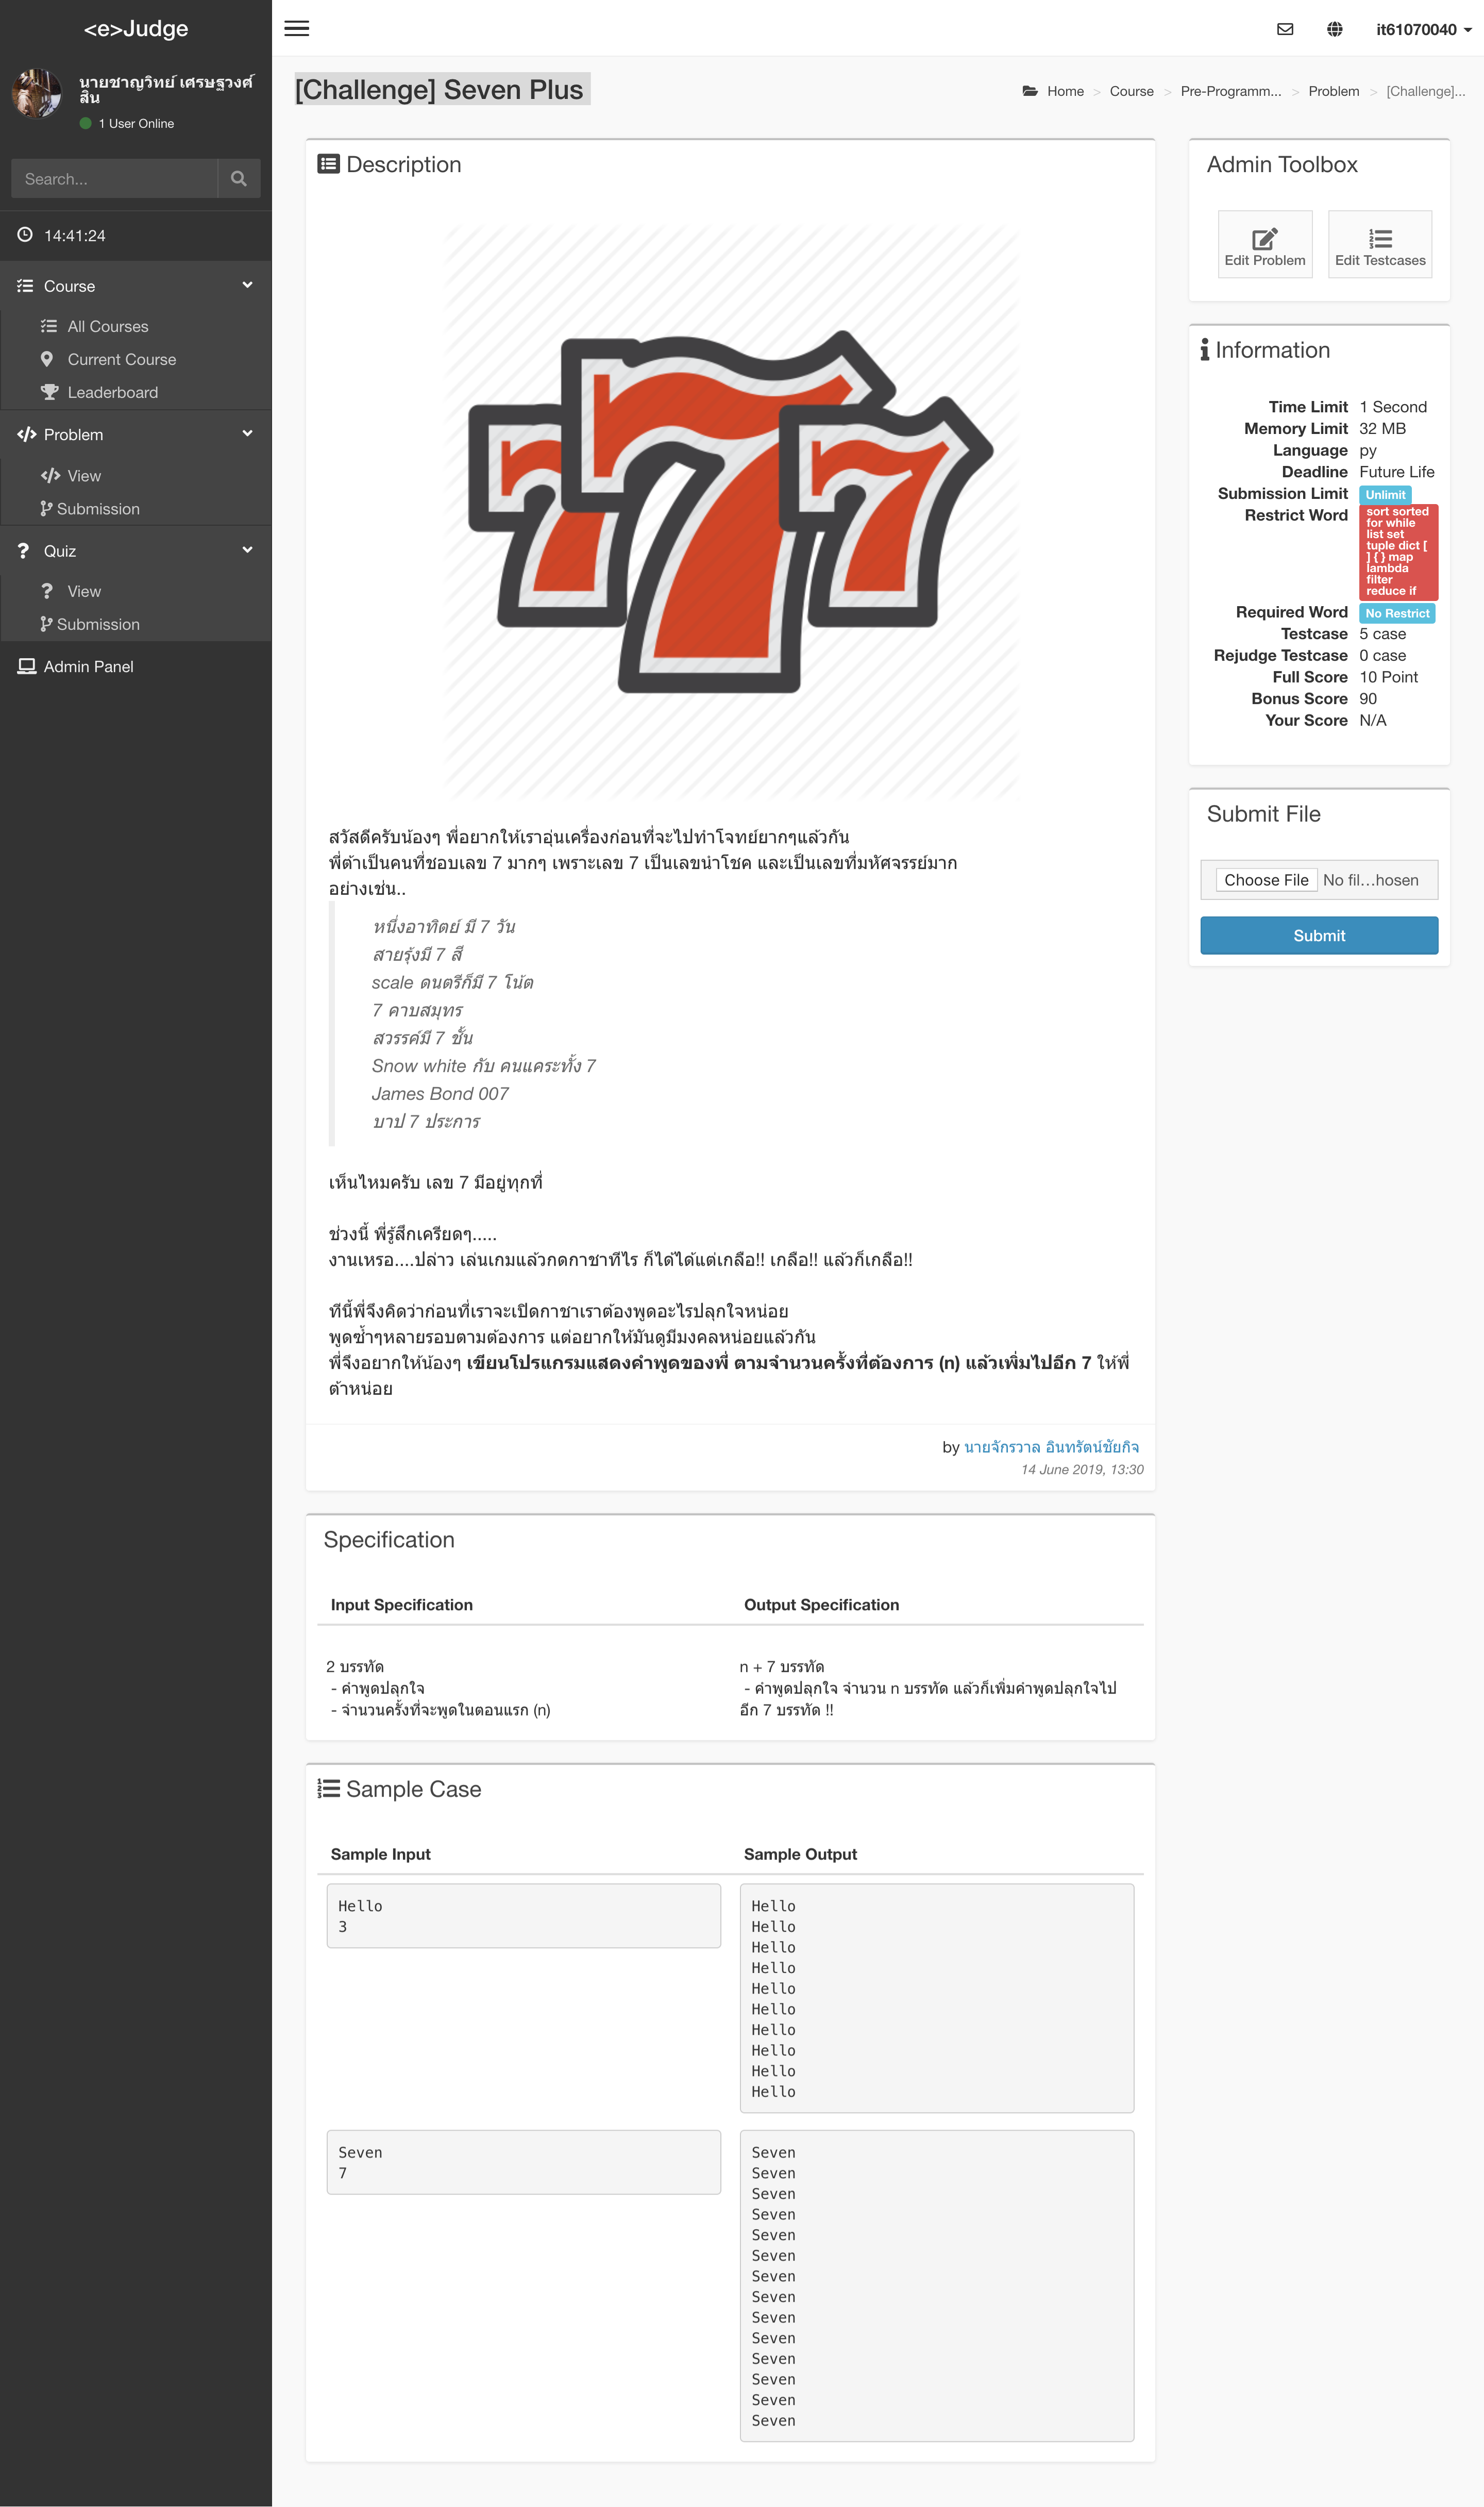 <e>Judge
it61070040
นายชาญวิทย์ เศรษฐวงศ์
สิน
1 User Online
Search...
14:41:24
Course
All Courses
Current Course
Leaderboard
Problem
View
Submission
Quiz
View
Submission
Admin Panel
[Challenge] Seven Plus
Home > Course > Pre-Programm... > Problem > [Challenge]...
Description
777
สวัสดีครับน้องๆ พี่อยากให้เราอุ่นเครื่องก่อนที่จะไปทำโจทย์ยากๆแล้วกัน
พี่ต้าเป็นคนที่ชอบเลข 7 มากๆ เพราะเลข 7 เป็นเลขนำโชค และเป็นเลขที่มหัศจรรย์มาก
อย่างเช่น..
หนึ่งอาทิตย์ มี 7 วัน
สายรุ้งมี 7 สี
scale ดนตรีก็มี 7 โน้ต
7 คาบสมุทร
สวรรค์มี 7 ชั้น
Snow white กับ คนแคระทั้ง 7
James Bond 007
บาป 7 ประการ
เห็นไหมครับ เลข 7 มีอยู่ทุกที่
ช่วงนี้ พี่รู้สึกเครียดๆ.....
งานเหรอ....ปล่าว เล่นเกมแล้วกดกาชาทีไร ก็ได้ได้แต่เกลือ!! เกลือ!! แล้วก็เกลือ!!
ทีนี้พี่จึงคิดว่าก่อนที่เราจะเปิดกาชาเราต้องพูดอะไรปลุกใจหน่อย
พูดซ้ำๆหลายรอบตามต้องการ แต่อยากให้มันดูมีมงคลหน่อยแล้วกัน
พี่จึงอยากให้น้องๆ เขียนโปรแกรมแสดงคำพูดของพี่ ตามจำนวนครั้งที่ต้องการ (n) แล้วเพิ่มไปอีก 7 ให้พี่
ต้าหน่อย
by นายจักรวาล อินทรัตน์ชัยกิจ
14 June 2019, 13:30
Specification
Input Specification
2 บรรทัด
- คำพูดปลุกใจ
- จำนวนครั้งที่จะพูดในตอนแรก (n)
Output Specification
n + 7 บรรทัด
- คำพูดปลุกใจ จำนวน n บรรทัด แล้วก็เพิ่มคำพูดปลุกใจไป
อีก 7 บรรทัด !!
Sample Case
Sample Input
Sample Output
Hello
3
Hello
Hello
Hello
Hello
Hello
Hello
Hello
Hello
Hello
Hello
Seven
7
Seven
Seven
Seven
Seven
Seven
Seven
Seven
Seven
Seven
Seven
Seven
Seven
Seven
Seven
Admin Toolbox
Edit Problem
Edit Testcases
Information
Time Limit 1 Second
Memory Limit 32 MB
Language py
Deadline Future Life
Submission Limit Unlimit
Restrict Word sort sorted
for while
list set
tuple dict [
] { } map
lambda
filter
reduce if
Required Word No Restrict
Testcase 5 case
Rejudge Testcase 0 case
Full Score 10 Point
Bonus Score 90
Your Score N/A
Submit File
Choose File No fil...hosen
Submit